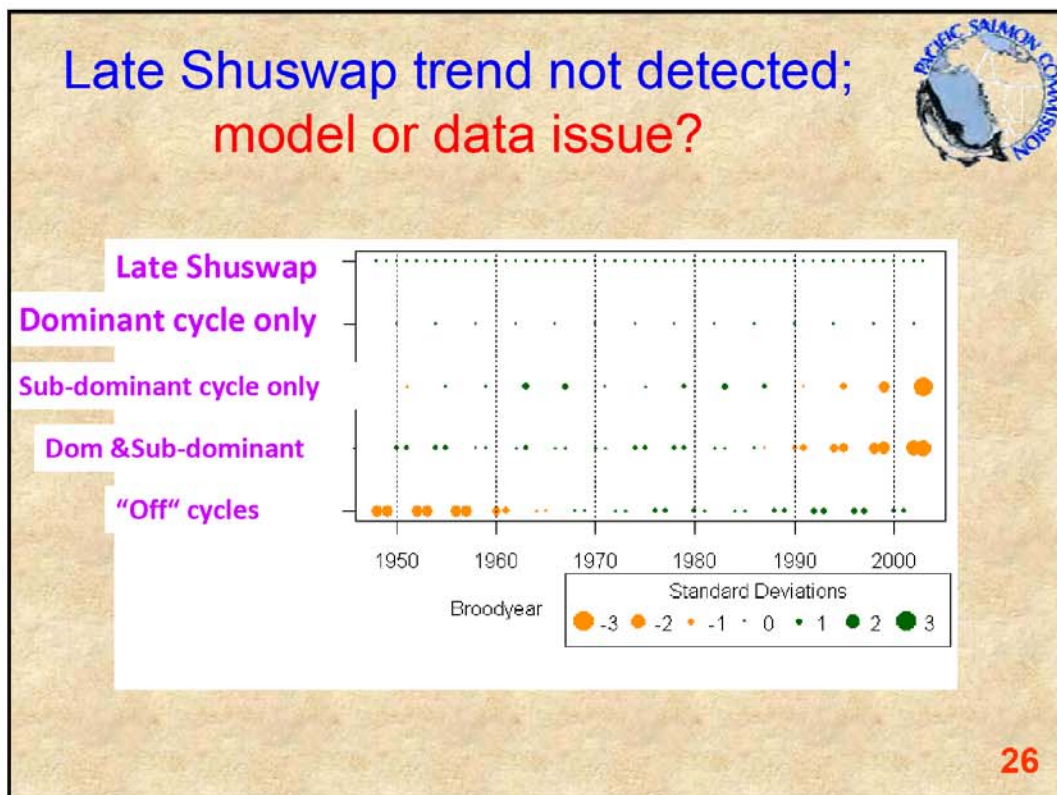 Late Shuswap trend not detected;
model or data issue?
PACIFIC SALMON COMMISSION
Late Shuswap
Dominant cycle only
Sub-dominant cycle only
Dom &Sub-dominant
“Off“ cycles
1950 1960 1970 1980 1990 2000
Broodyear
Standard Deviations
-3 -2 -1 0 1 2 3
26